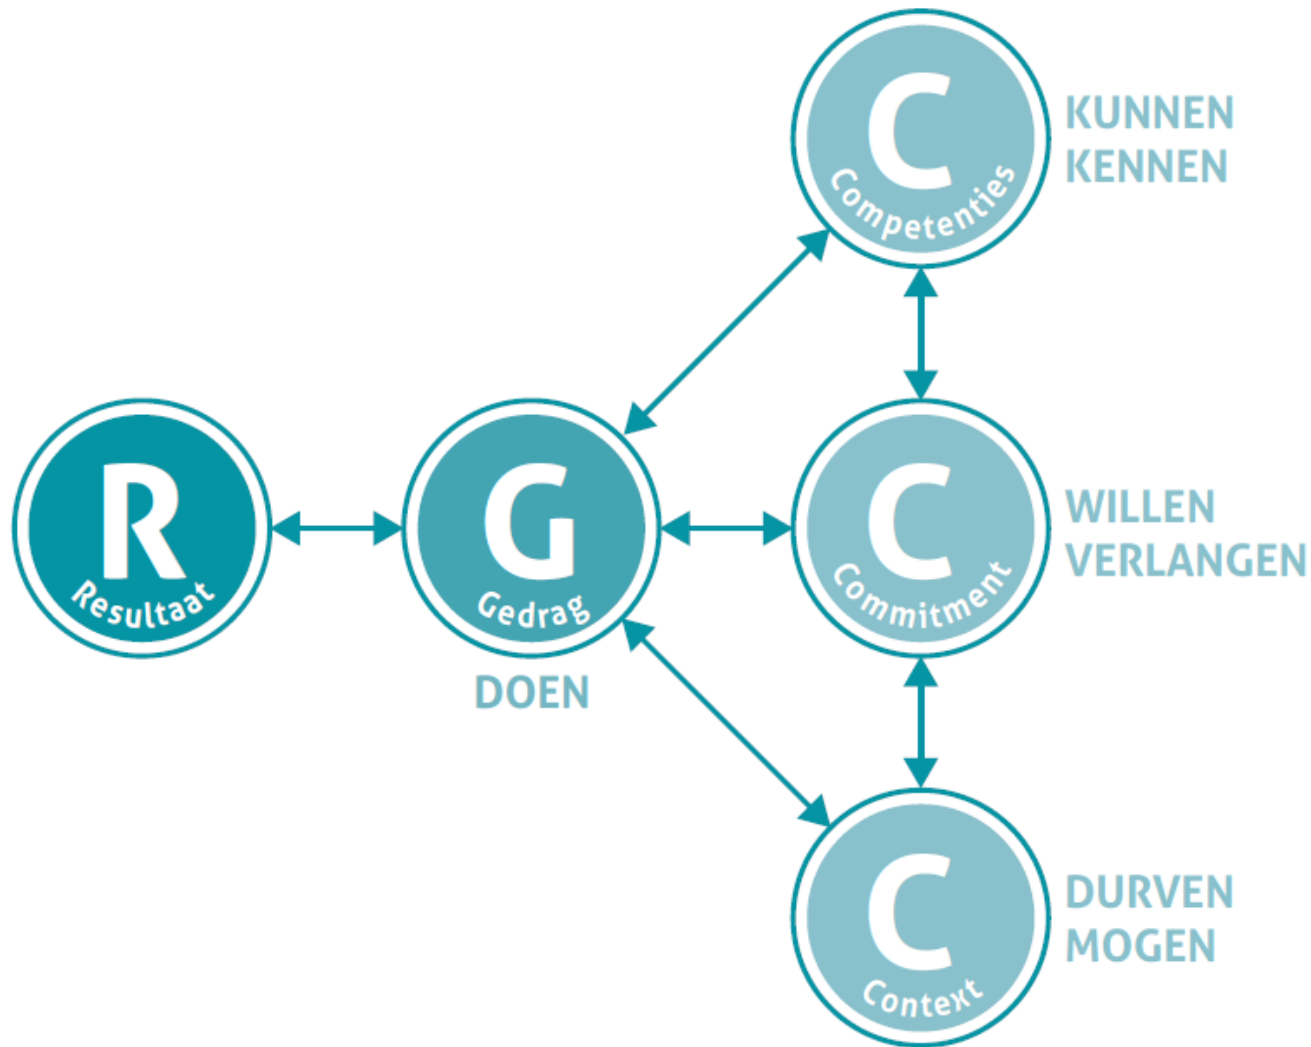 C
Competenties
KUNNEN
KENNEN
R
Resultaat
G
Gedrag
DOEN
C
Commitment
WILLEN
VERLANGEN
C
Context
DURVEN
MOGEN